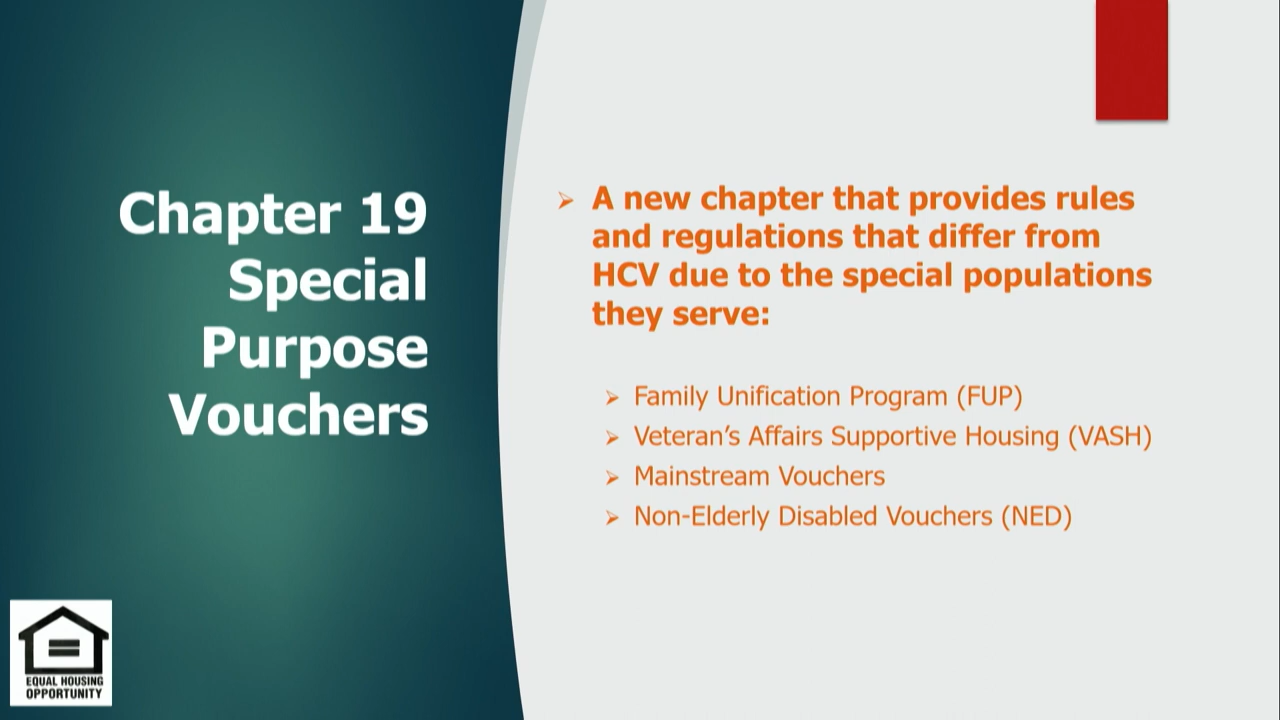 Chapter 19
Special
Purpose
Vouchers
➢ A new chapter that provides rules
and regulations that differ from
HCV due to the special populations
they serve:
➢ Family Unification Program (FUP)
➢ Veteran’s Affairs Supportive Housing (VASH)
➢ Mainstream Vouchers
➢ Non-Elderly Disabled Vouchers (NED)
EQUAL HOUSING
OPPORTUNITY